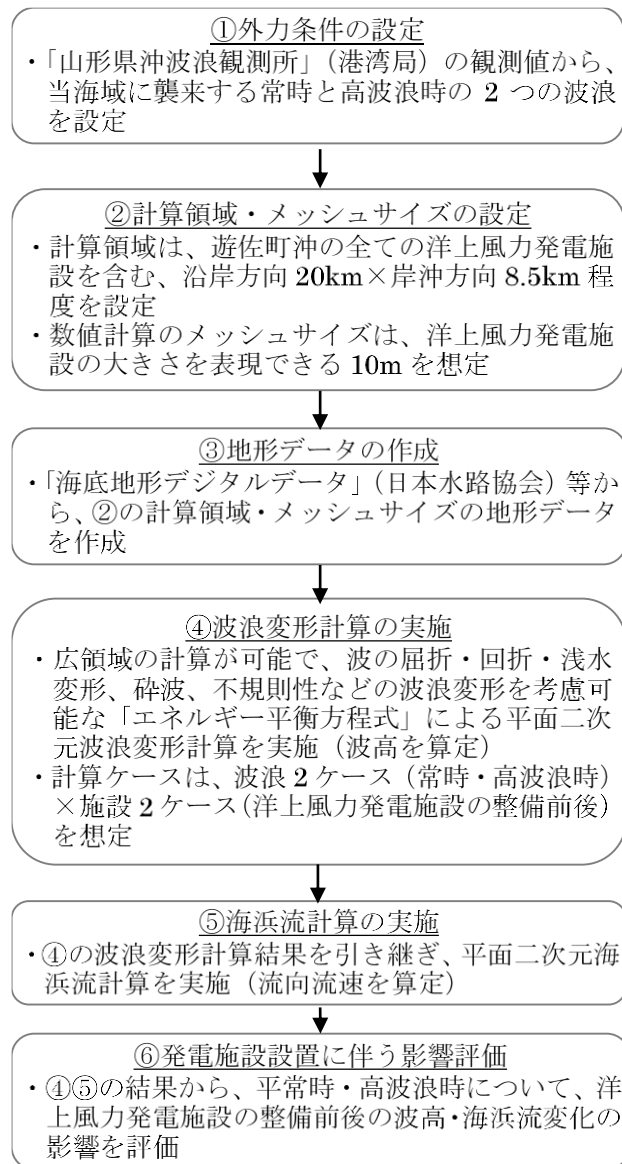 ①外力条件の設定
・「山形県沖波浪観測所」（港湾局）の観測値から、
当海域に襲来する常時と高波浪時の 2 つの波浪
を設定
②計算領域・メッシュサイズの設定
・計算領域は、遊佐町沖の全ての洋上風力発電施
設を含む、沿岸方向 20km×岸沖方向 8.5km 程
度を設定
・数値計算のメッシュサイズは、洋上風力発電施
設の大きさを表現できる 10m を想定
③地形データの作成
・「海底地形デジタルデータ」（日本水路協会）等か
ら、②の計算領域・メッシュサイズの地形データ
を作成
④波浪変形計算の実施
・広領域の計算が可能で、波の屈折・回折・浅水
変形、砕波、不規則性などの波浪変形を考慮可
能な「エネルギー平衡方程式」による平面二次
元波浪変形計算を実施（波高を算定）
・計算ケースは、波浪 2 ケース（常時・高波浪時）
×施設 2 ケース（洋上風力発電施設の整備前後）
を想定
⑤海浜流計算の実施
・④の波浪変形計算結果を引き継ぎ、平面二次元海
浜流計算を実施（流向流速を算定）
⑥発電施設設置に伴う影響評価
・④⑤の結果から、平常時・高波浪時について、洋
上風力発電施設の整備前後の波高・海浜流変化の
影響を評価